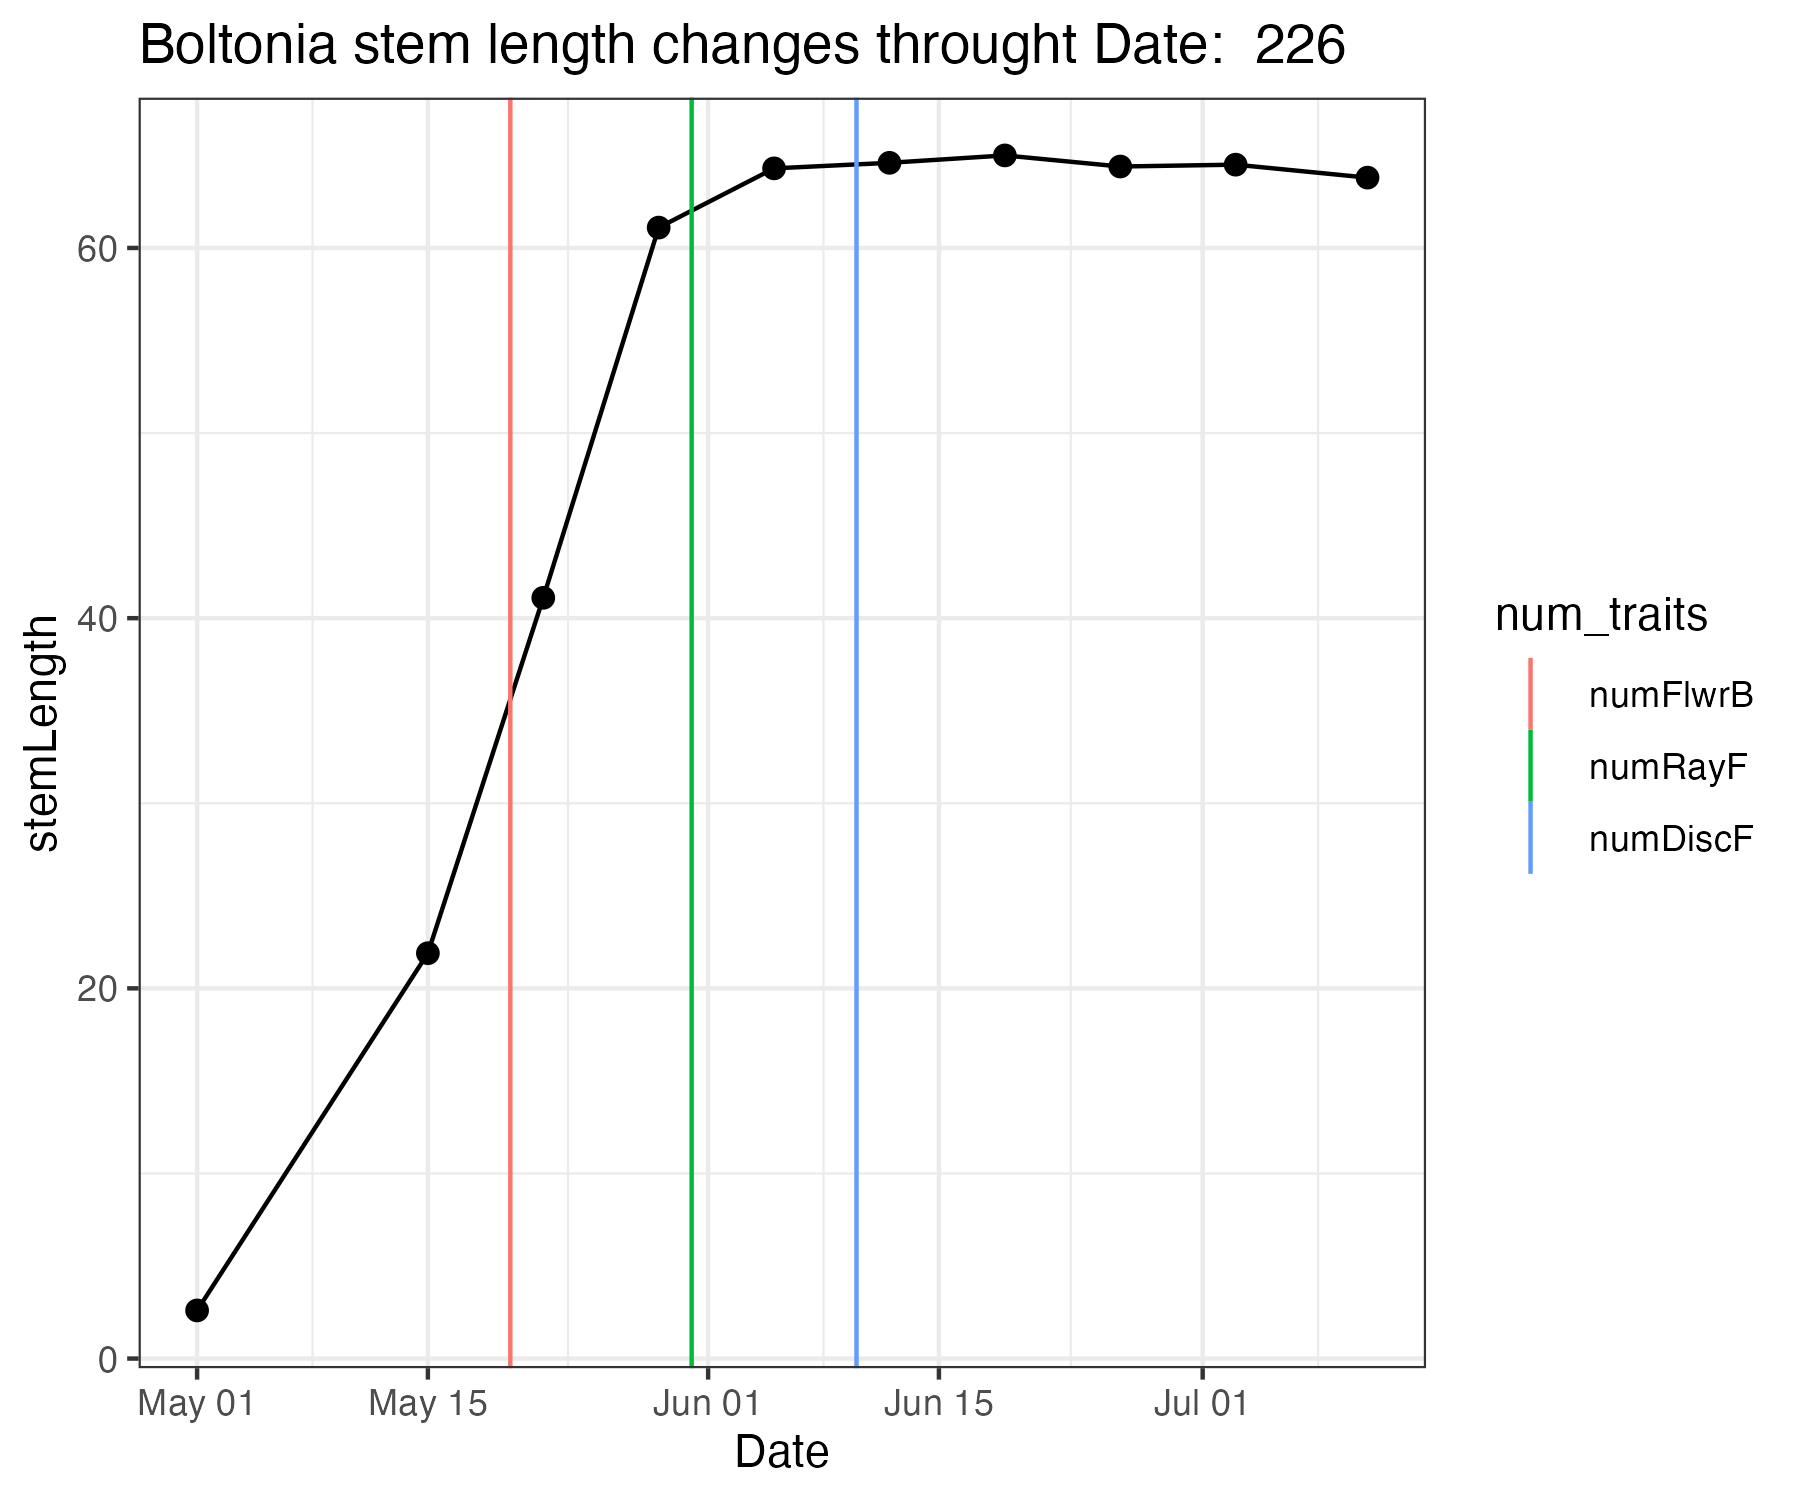 Boltonia stem length changes throught Date:  226
stemLength
60
40
20
0
May 01
May 15
Jun 01
Jun 15
Jul 01
Date
num_traits
numFlwrB
numRayF
numDiscF